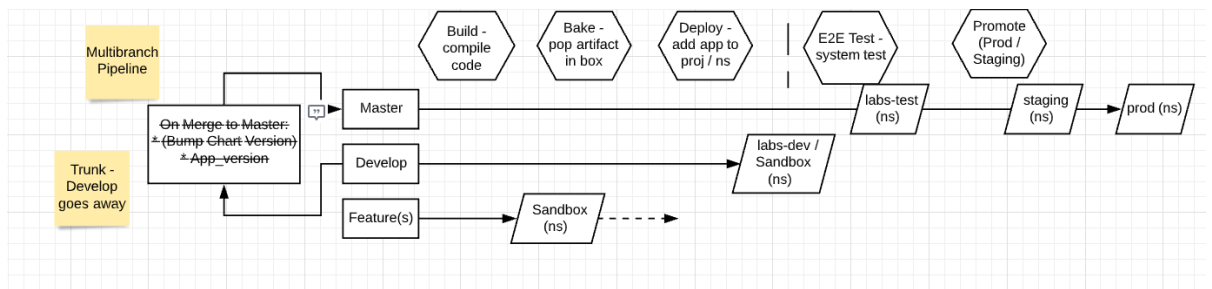 Multibranch
Pipeline
Build -
compile
code
Bake -
pop artifact
in box
Deploy -
add app to
proj / ns
E2E Test -
system test
Promote
(Prod /
Staging)
On Merge to Master:
* (Bump Chart Version)
* App_version
Master
labs-test
(ns)
staging
(ns)
prod (ns)
Trunk -
Develop
goes away
Develop
labs-dev /
Sandbox
(ns)
Feature(s)
Sandbox
(ns)